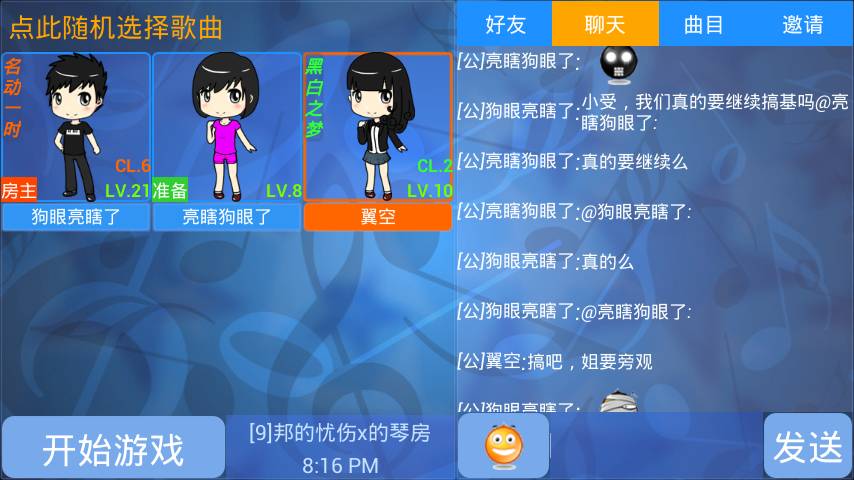 点此随机选择歌曲
名动一时
CL.6
房主
LV.21
狗眼亮瞎了
准备
LV.8
亮瞎狗眼了
黑白之梦
CL.2
LV.10
翼空
开始游戏
[9]邦的忧伤x的琴房
8:16 PM
好友
聊天
曲目
邀请
[公]亮瞎狗眼了:
[公]狗眼亮瞎了:小受，我们真的要继续搞基吗@亮
瞎狗眼了:
[公]亮瞎狗眼了:真的要继续么
[公]亮瞎狗眼了:@狗眼亮瞎了:
[公]狗眼亮瞎了:真的么
[公]狗眼亮瞎了:@亮瞎狗眼了:
[公]翼空:搞吧，姐要旁观
[公]狗眼亮瞎了:
发送